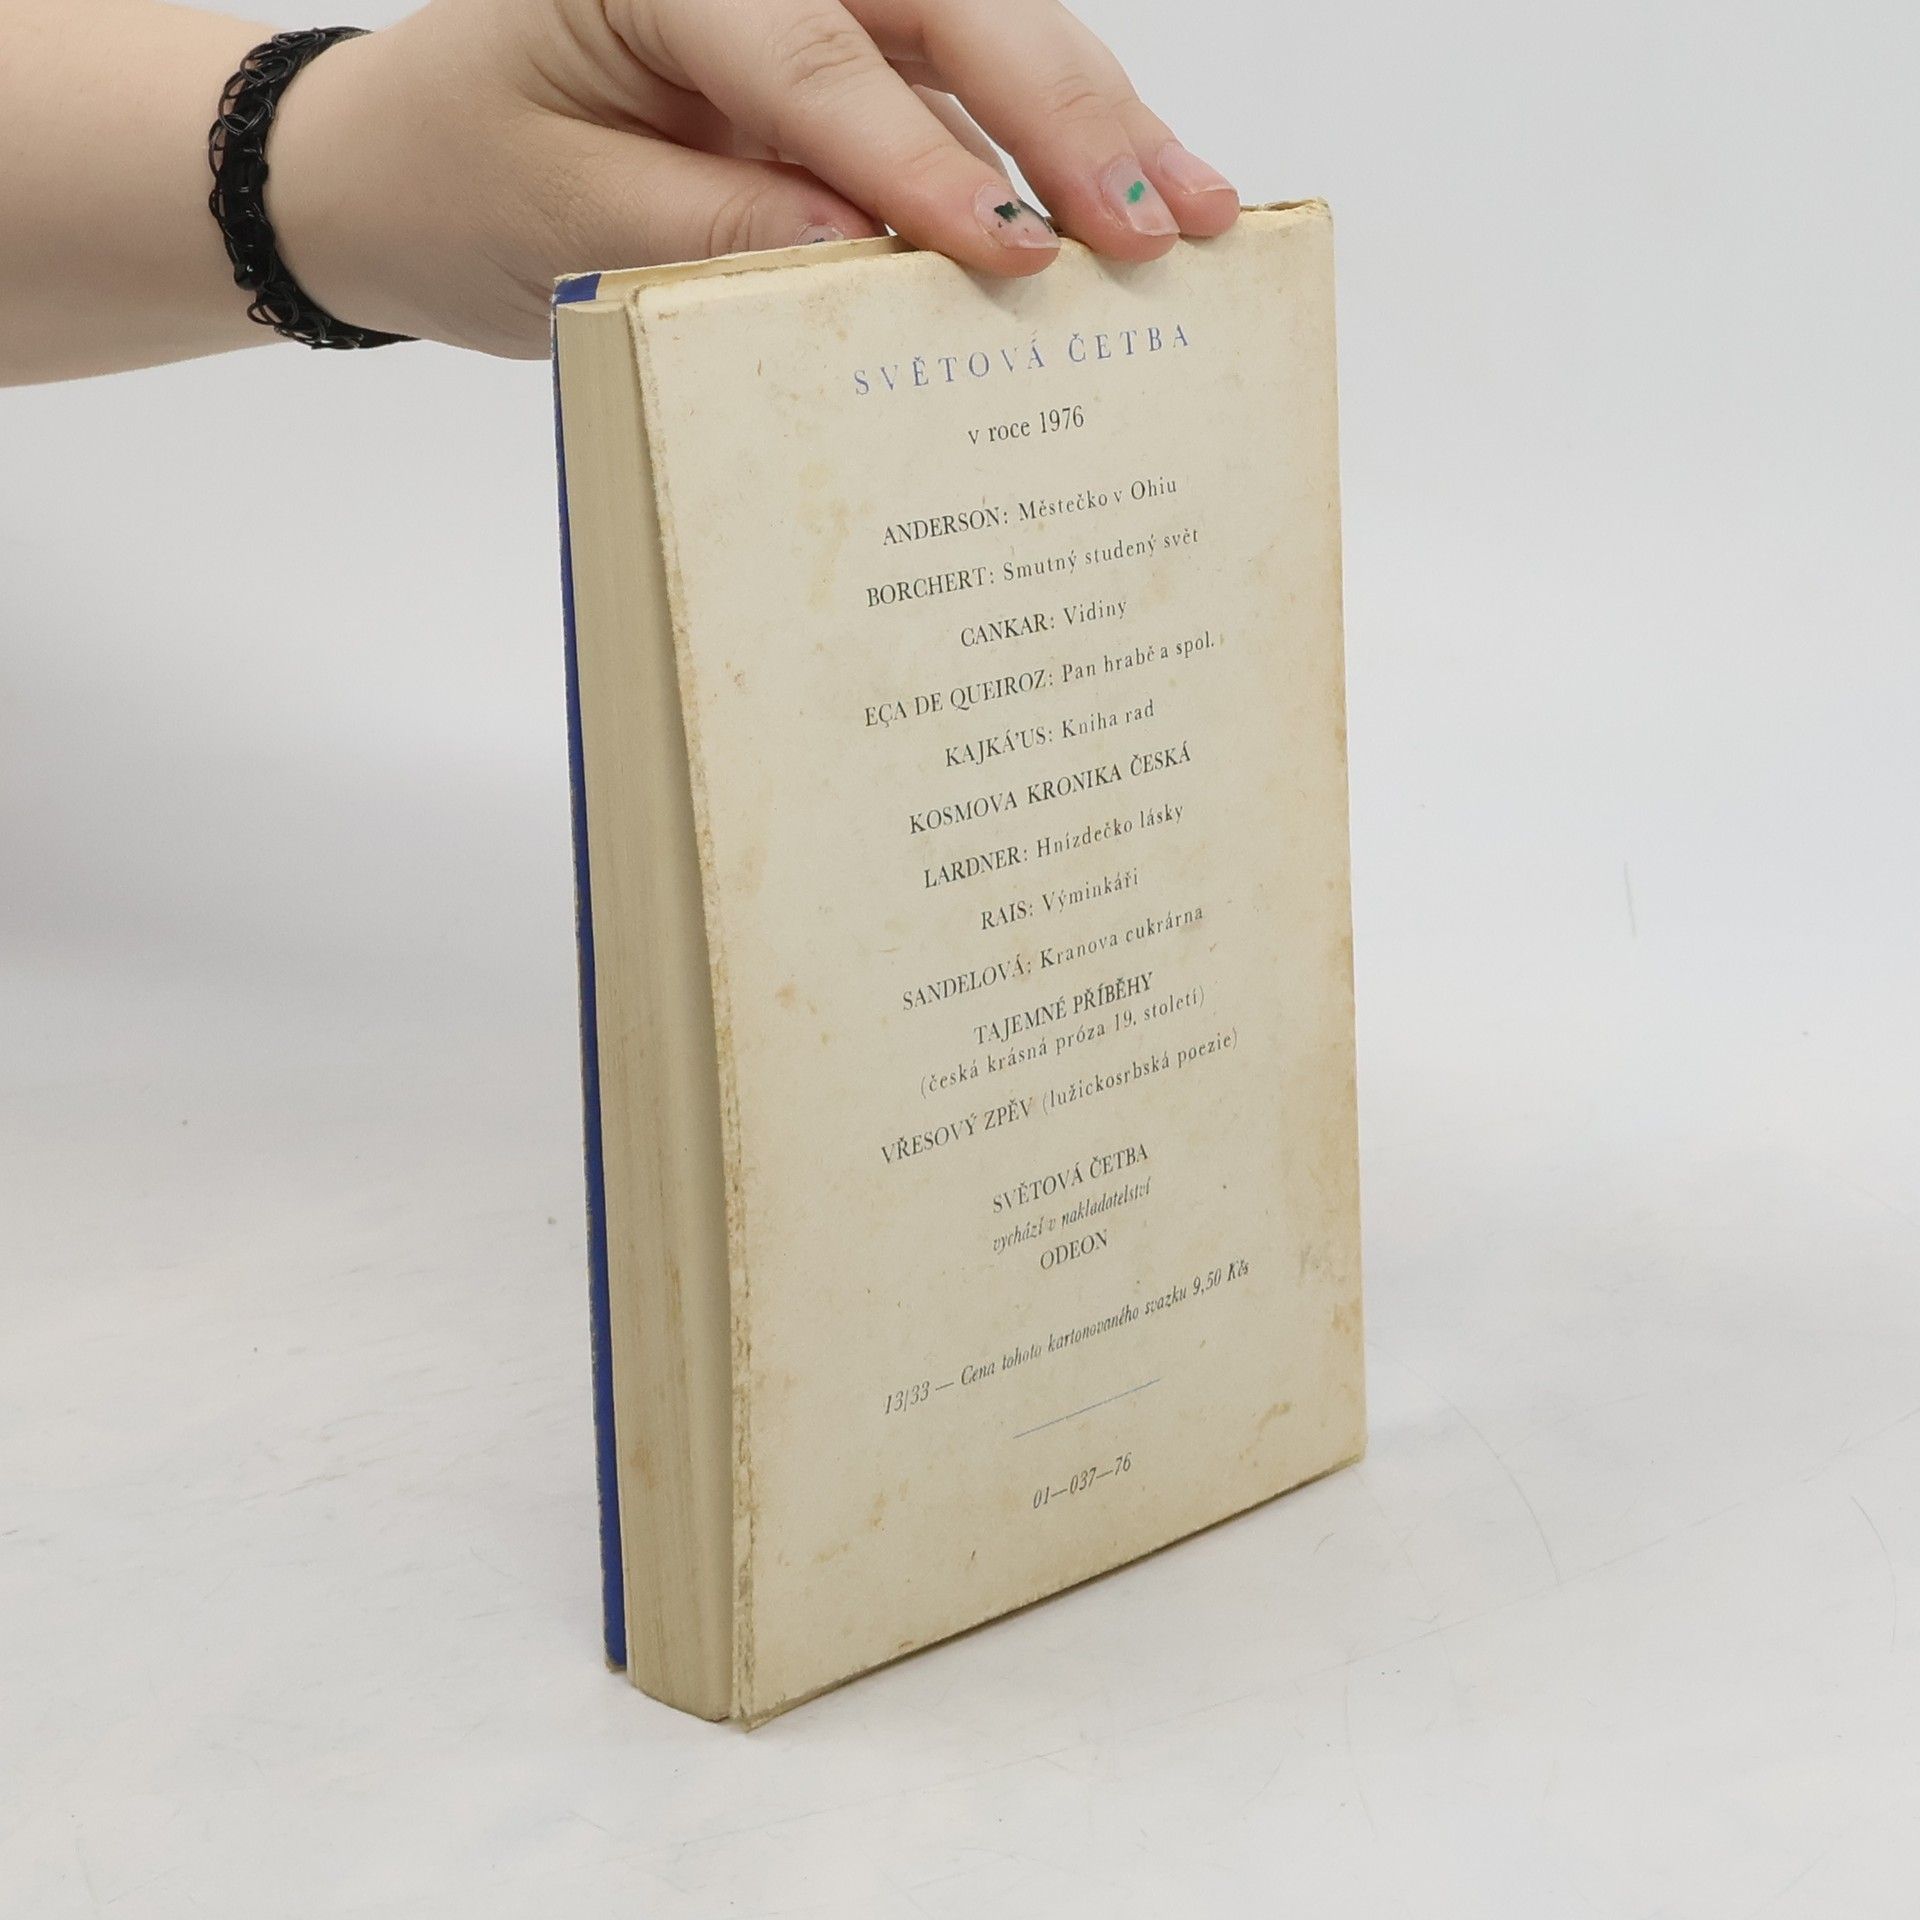 SVĚTOVÁ ČETBA
v roce 1976
ANDERSON: Městečko v Ohiu
BORCHERT: Smutný studený svět
CANKAR: Vidiny
EÇA DE QUEIROZ: Pan hrabě a spol.
KAJKÁ'US: Kniha rad
KOSMOVA KRONIKA ČESKÁ
LARDNER: Hnízdečko lásky
RAIS: Výminkáři
SANDELOVÁ: Kranova cukrárna
TAJEMNÉ PŘÍBĚHY
(česká krásná próza 19. století)
VŘESOVÝ ZPĚV (lužickosrbská poezie)
SVĚTOVÁ ČETBA
vychází v nakladatelství
ODEON
13/33 — Cena tohoto kartonovaného svazku 9,50 Kčs
01—037—76